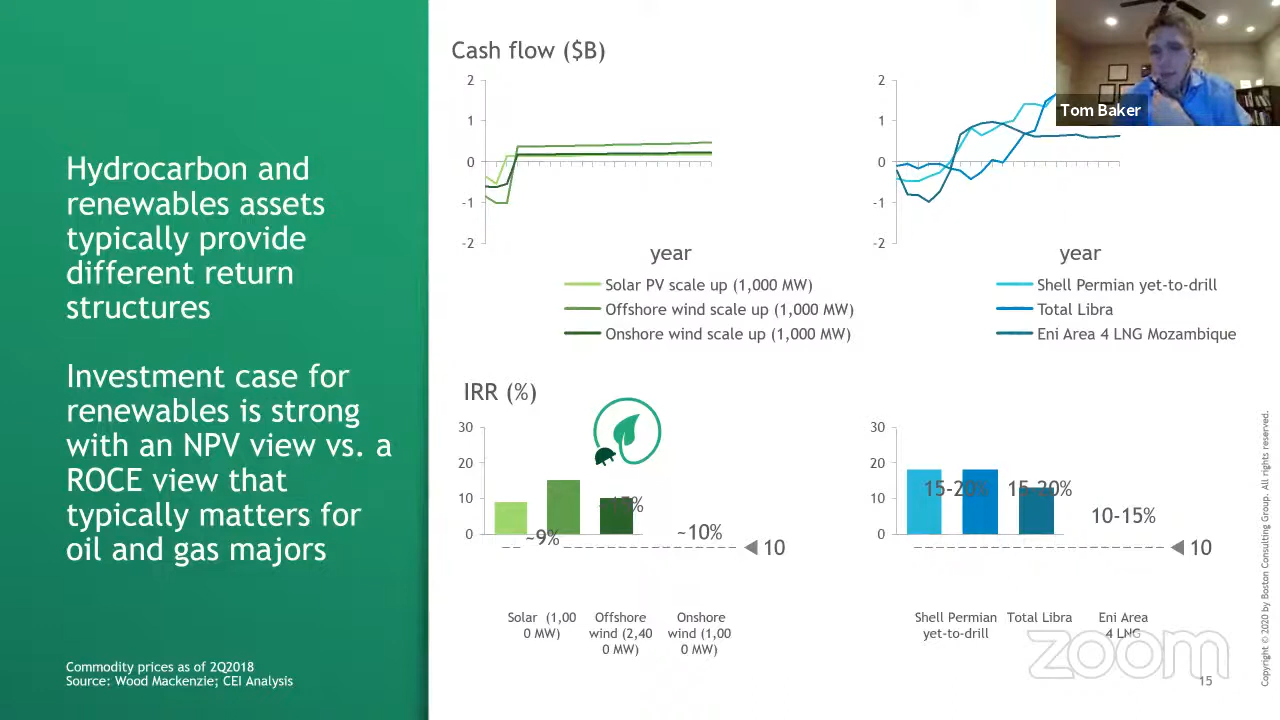 Hydrocarbon and
renewables assets
typically provide
different return
structures
Investment case for
renewables is strong
with an NPV view vs. a
ROCE view that
typically matters for
oil and gas majors
Commodity prices as of 2Q2018
Source: Wood Mackenzie; CEI Analysis
Cash flow ($B)
2
1
0
-1
-2
year
Solar PV scale up (1,000 MW)
Offshore wind scale up (1,000 MW)
Onshore wind scale up (1,000 MW)
2
1
0
-1
-2
year
Shell Permian yet-to-drill
Total Libra
Eni Area 4 LNG Mozambique
Tom Baker
IRR (%)
30
20
10
0
~9%
~10%
10
Solar (1,00
0 MW)
Offshore
wind (2,40
0 MW)
Onshore
wind (1,00
0 MW)
30
20
10
0
15-20%
15-20%
10-15%
10
Shell Permian
yet-to-drill
Total Libra
Eni Area
4 LNG
zoom
15
Copyright © 2020 by Boston Consulting Group. All rights reserved.